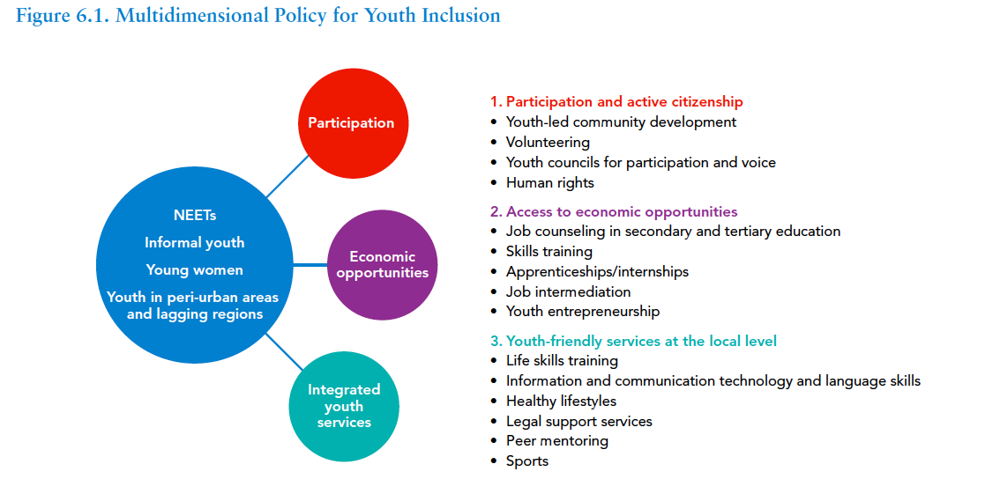 Figure 6.1. Multidimensional Policy for Youth Inclusion
Participation
NEETs
Informal youth
Young women
Youth in peri-urban areas
and lagging regions
Economic
opportunities
Integrated
youth
services
1. Participation and active citizenship
• Youth-led community development
• Volunteering
• Youth councils for participation and voice
• Human rights
2. Access to economic opportunities
• Job counseling in secondary and tertiary education
• Skills training
• Apprenticeships/internships
• Job intermediation
• Youth entrepreneurship
3. Youth-friendly services at the local level
• Life skills training
• Information and communication technology and language skills
• Healthy lifestyles
• Legal support services
• Peer mentoring
• Sports